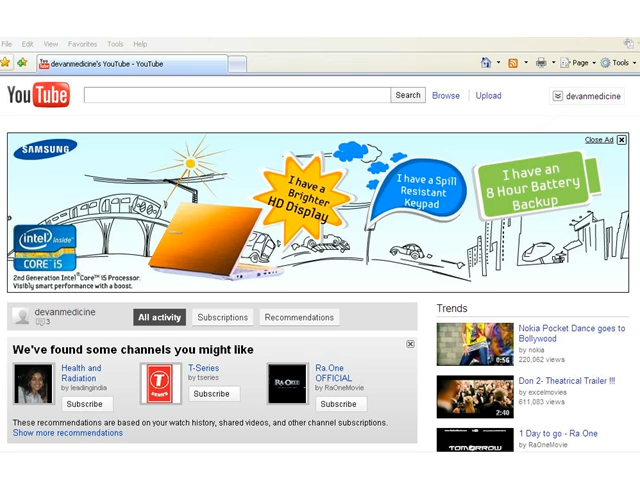 File Edit View Favorites Tools Help
devanmedicine's YouTube - YouTube
Page Tools
YouTube
Search Browse Upload devanmedicine
Close Ad X
SAMSUNG
I have a
Brighter
HD Display
I have a Spill
Resistant
Keypad
I have an
8 Hour Battery
Backup
intel inside™
CORE™ i5
2nd Generation Intel® Core™ i5 Processor.
Visibly smart performance with a boost.
devanmedicine
3
All activity Subscriptions Recommendations
We've found some channels you might like
Health and
Radiation
by leadingindia
Subscribe
T-Series
by tseries
Subscribe
T
SERIES
RA.ONE
Ra.One
OFFICIAL
by RaOneMovie
Subscribe
These recommendations are based on your watch history, shared videos, and other channel subscriptions.
Show more recommendations
Trends
Nokia Pocket Dance goes to
Bollywood
by nokia
220,062 views
0:56
Don 2- Theatrical Trailer !!!
by excelmovies
611,083 views
2:40
1 Day to go - Ra.One
by RaOneMovie
TOMORROW